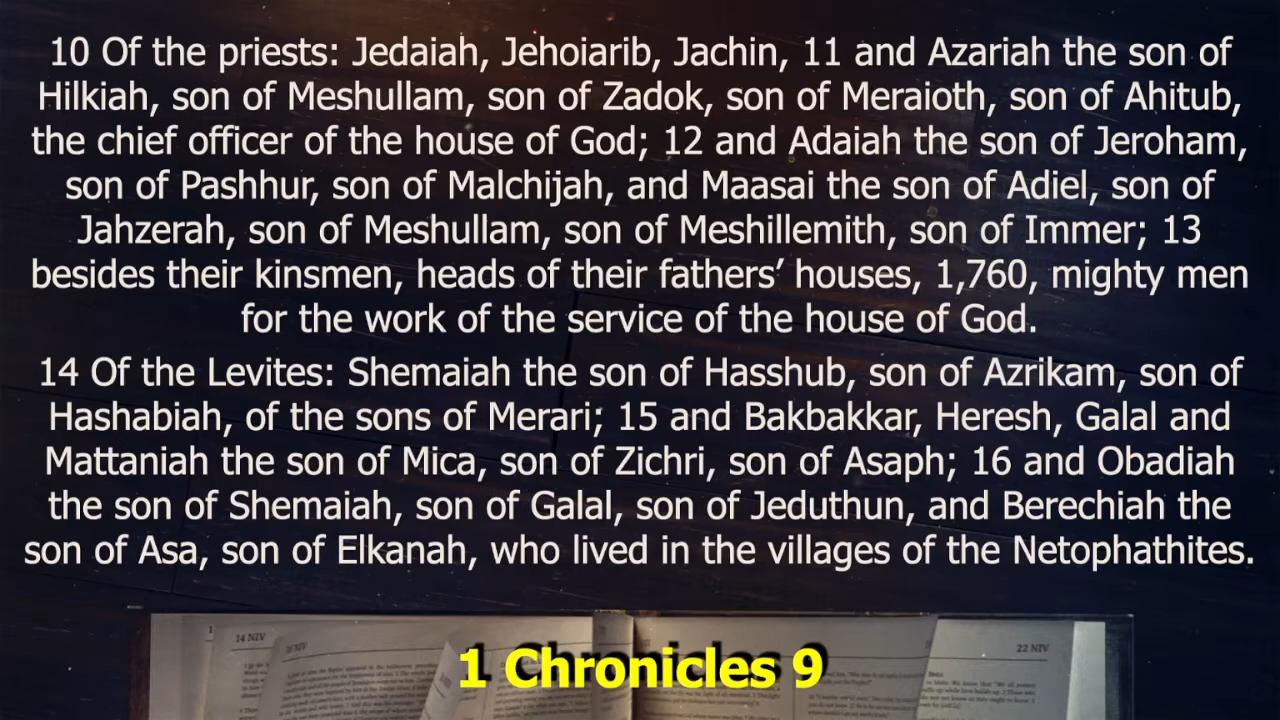 10 Of the priests: Jedaiah, Jehoiarib, Jachin, 11 and Azariah the son of
Hilkiah, son of Meshullam, son of Zadok, son of Meraioth, son of Ahitub,
the chief officer of the house of God; 12 and Adaiah the son of Jeroham,
son of Pashhur, son of Malchijah, and Maasai the son of Adiel, son of
Jahzerah, son of Meshullam, son of Meshillemith, son of Immer; 13
besides their kinsmen, heads of their fathers’ houses, 1,760, mighty men
for the work of the service of the house of God.
14 Of the Levites: Shemaiah the son of Hasshub, son of Azrikam, son of
Hashabiah, of the sons of Merari; 15 and Bakbakkar, Heresh, Galal and
Mattaniah the son of Mica, son of Zichri, son of Asaph; 16 and Obadiah
the son of Shemaiah, son of Galal, son of Jeduthun, and Berechiah the
son of Asa, son of Elkanah, who lived in the villages of the Netophathites.
14 NIV
22 NIV
1 Chronicles 9